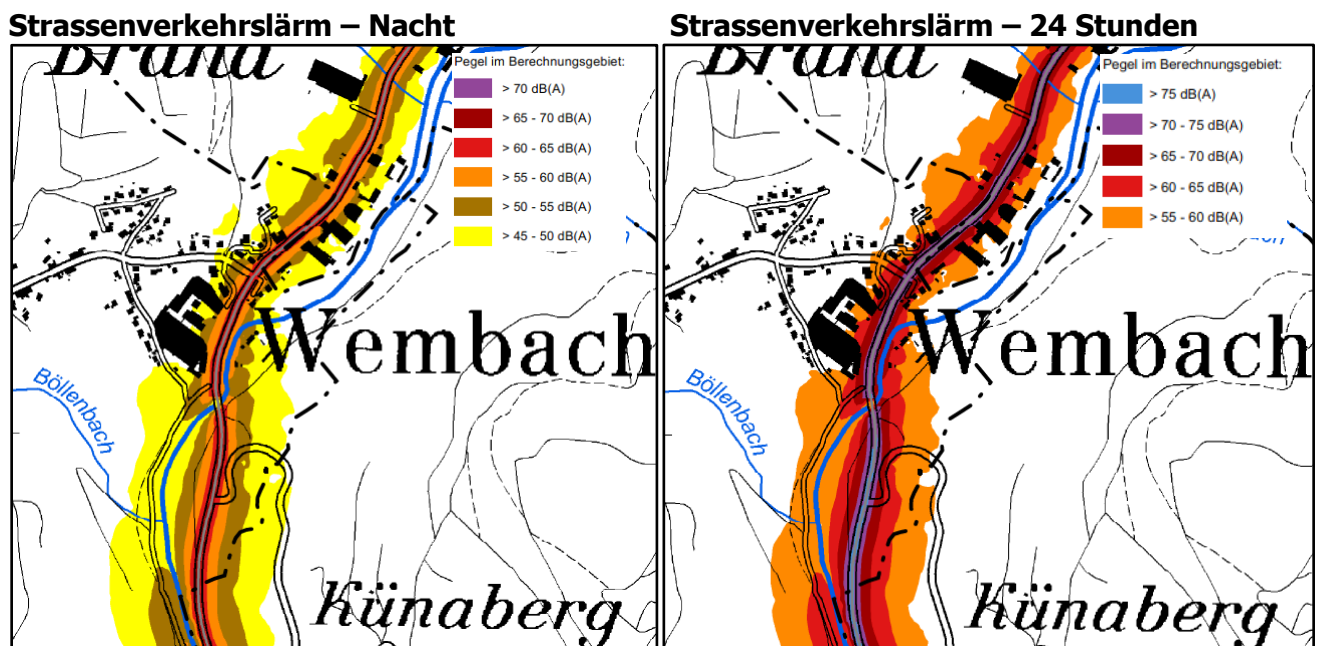 Strassenverkehrslärm – Nacht
Brand
Pegel im Berechnungsgebiet:
> 70 dB(A)
> 65 - 70 dB(A)
> 60 - 65 dB(A)
> 55 - 60 dB(A)
> 50 - 55 dB(A)
> 45 - 50 dB(A)
Wembach
Böllenbach
Künaberg
Strassenverkehrslärm – 24 Stunden
Brand
Pegel im Berechnungsgebiet:
> 75 dB(A)
> 70 - 75 dB(A)
> 65 - 70 dB(A)
> 60 - 65 dB(A)
> 55 - 60 dB(A)
Wembach
Böllenbach
Künaberg